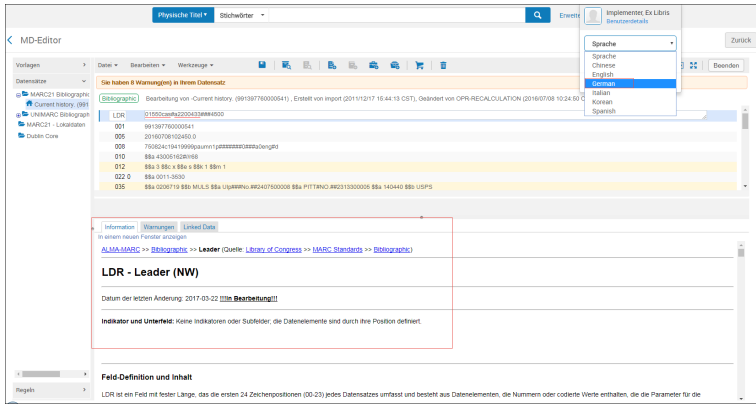 Physische Titel Stichwörter Erweite
Implementer, Ex Libris
Benutzerdetails
MD-Editor
Zurück
Sprache
Sprache
Chinese
English
German
Italian
Korean
Spanish
Vorlagen
Datei Bearbeiten Werkzeuge
Beenden
Datensätze
Sie haben 8 Warnung(en) in Ihrem Datensatz
MARC21 Bibliographic
Current history. (991
UNIMARC Bibliograph
MARC21 - Lokaldaten
Dublin Core
Bibliographic Bearbeitung von -Current history. (991397760000541) , Erstellt von import (2011/12/17 15:44:13 CST), Geändert von OPR-RECALCULATION (2016/07/08 10:24:50 C
LDR 01550cas#a2200433###4500
001 991397760000541
005 20160708102450.0
008 750824c19419999paumn1p#######0###a0eng#d
010 $$a 43005162#/r68
012 $$a 3 $$c x $$e s $$k 1 $$m 1
022 0 $$a 0011-3530
035 $$a 0206719 $$b MULS $$a Ulp###No.##2407500008 $$a PITT#NO.##2313300005 $$a 140440 $$b USPS
Information Warnungen Linked Data
In einem neuen Fenster anzeigen
ALMA-MARC >> Bibliographic >> Leader (Quelle: Library of Congress >> MARC Standards >> Bibliographic)
LDR - Leader (NW)
Datum der letzten Änderung: 2017-03-22 !!!!in Bearbeitung!!!
Indikator und Unterfeld: Keine Indikatoren oder Subfelder; die Datenelemente sind durch ihre Position definiert.
Feld-Definition und Inhalt
Regeln
LDR ist ein Feld mit fester Länge, das die ersten 24 Zeichenpositionen (00-23) jedes Datensatzes umfasst und besteht aus Datenelementen, die Nummern oder codierte Werte enthalten, die die Parameter für die